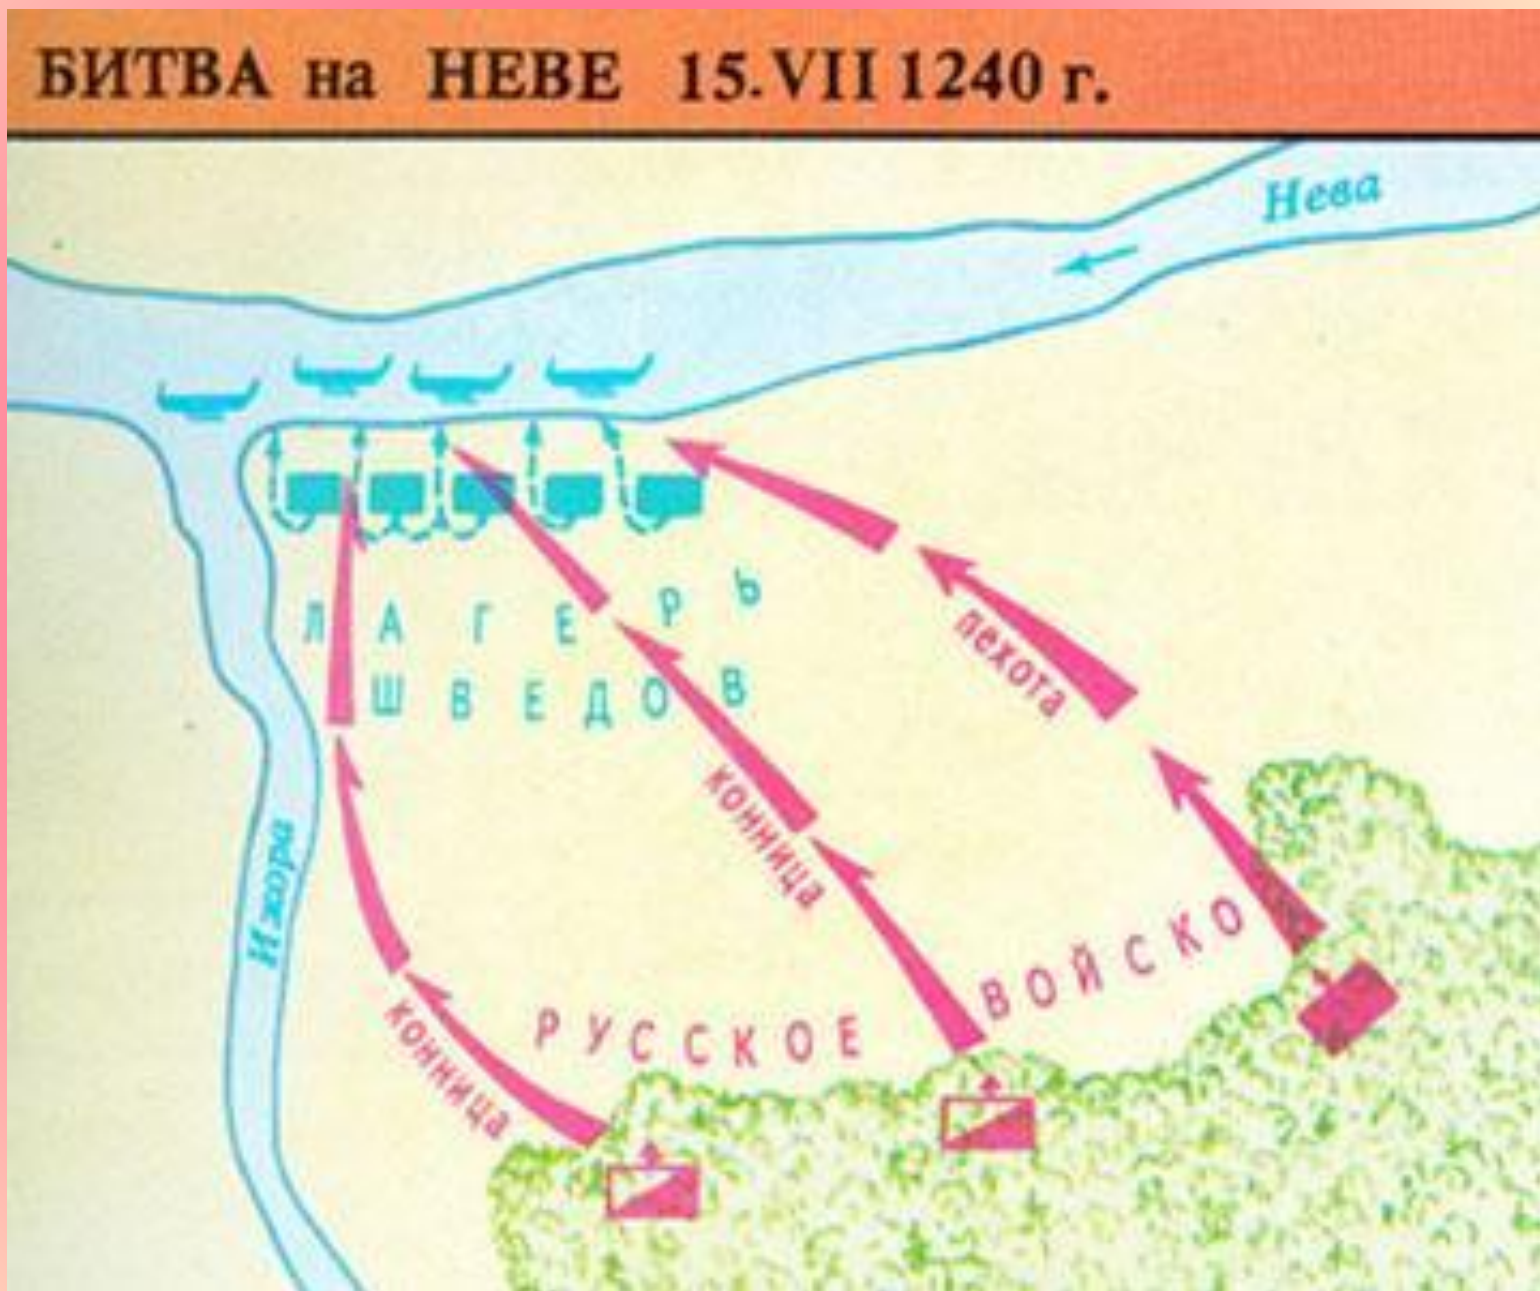 БИТВА на НЕВЕ 15.VII 1240 г.
Нева
ЛАГЕРЬ
ШВЕДОВ
пехота
конница
Ижора
РУССКОЕ ВОЙСКО
конница